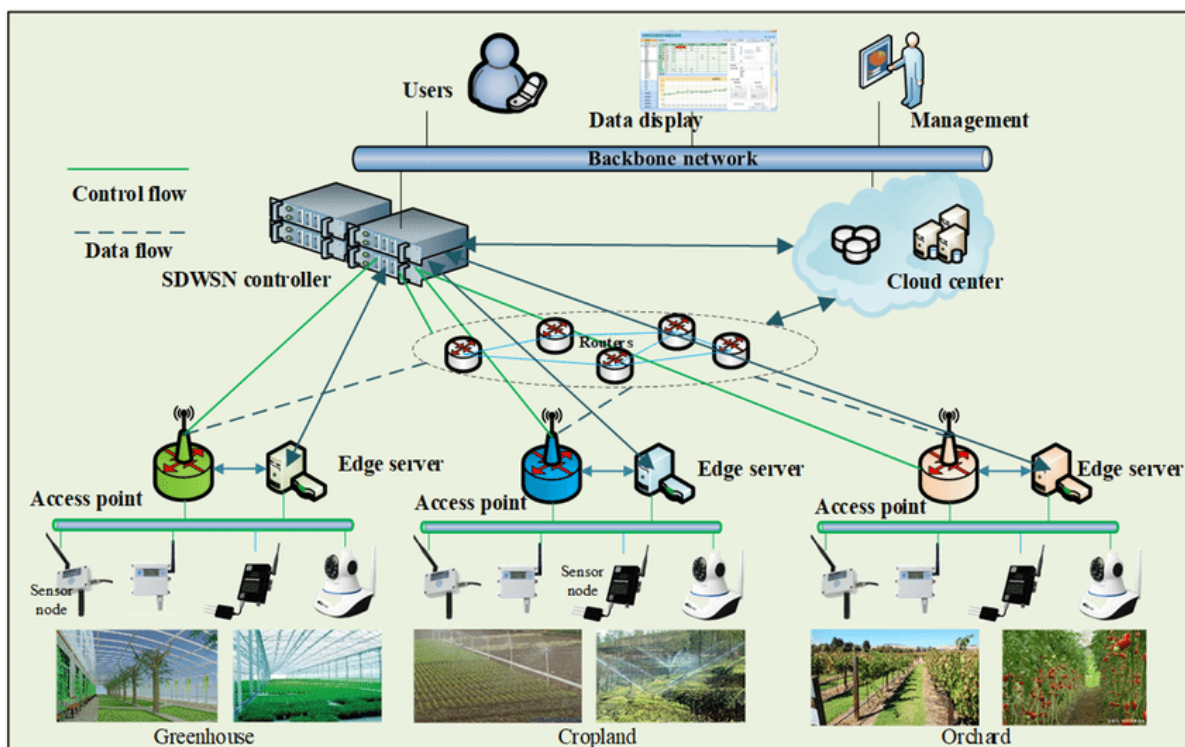 Users
Data display
Management
Backbone network
Control flow
Data flow
SDWSN controller
Cloud center
Routers
Edge server
Edge server
Edge server
Access point
Access point
Access point
Sensor
node
Sensor
node
Greenhouse
Cropland
Orchard